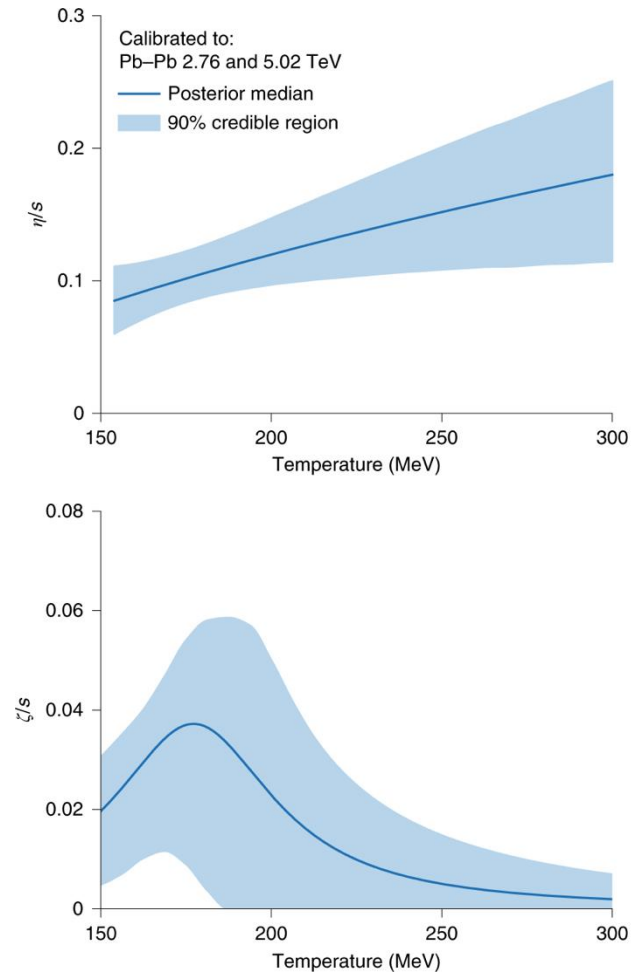 0.3
Calibrated to:
Pb–Pb 2.76 and 5.02 TeV
Posterior median
90% credible region
0.2
η/s
0.1
0
150 200 250 300
Temperature (MeV)
0.08
0.06
ζ/s
0.04
0.02
0
150 200 250 300
Temperature (MeV)